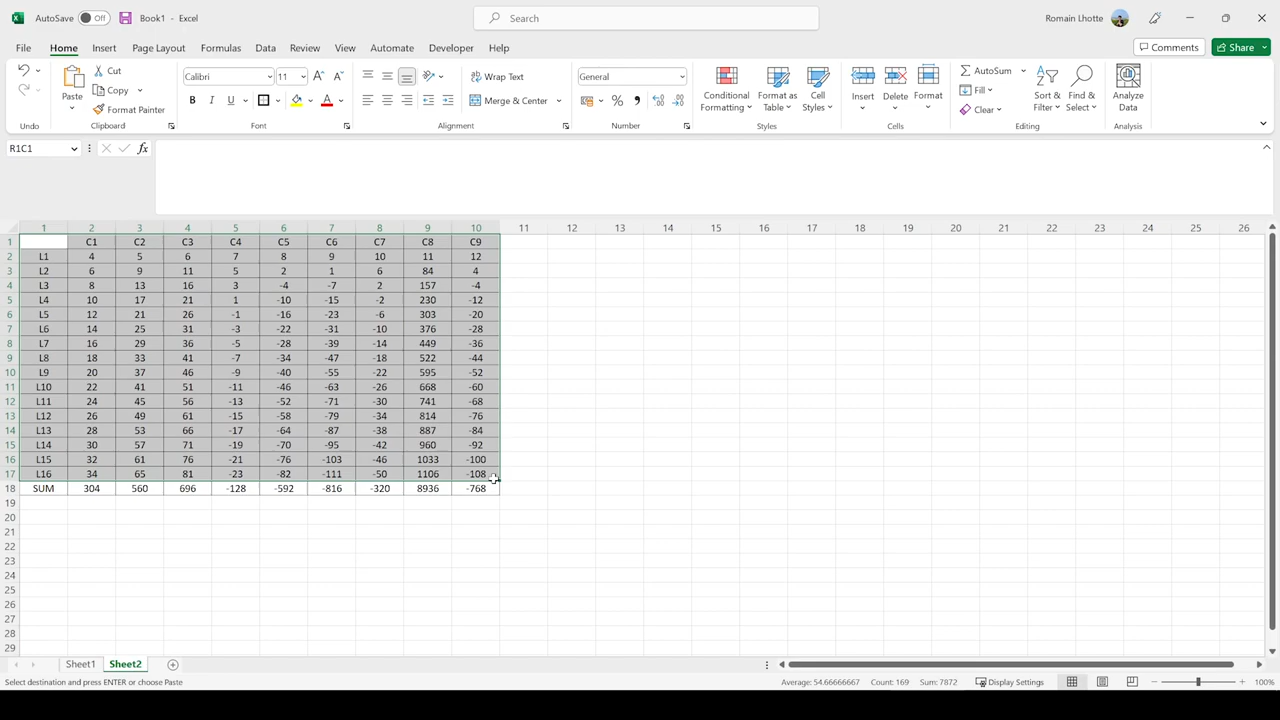 AutoSave Off Book1 - Excel Search Romain Lhotte
File Home Insert Page Layout Formulas Data Review View Automate Developer Help Comments Share
Paste Cut Copy Format Painter Clipboard
Undo
Calibri 11 B I U A Font
Wrap Text Merge & Center Alignment
General % , Number
Conditional Formatting Format as Table Cell Styles Styles
Insert Delete Format Cells
AutoSum Fill Clear Sort & Filter Find & Select Editing
Analyze Data Analysis
R1C1 fx
1 2 3 4 5 6 7 8 9 10 11 12 13 14 15 16 17 18 19 20 21 22 23 24 25 26
1 C1 C2 C3 C4 C5 C6 C7 C8 C9
2 L1 4 5 6 7 8 9 10 11 12
3 L2 6 9 11 5 2 1 6 84 4
4 L3 8 13 16 3 -4 -7 2 157 -4
5 L4 10 17 21 1 -10 -15 -2 230 -12
6 L5 12 21 26 -1 -16 -23 -6 303 -20
7 L6 14 25 31 -3 -22 -31 -10 376 -28
8 L7 16 29 36 -5 -28 -39 -14 449 -36
9 L8 18 33 41 -7 -34 -47 -18 522 -44
10 L9 20 37 46 -9 -40 -55 -22 595 -52
11 L10 22 41 51 -11 -46 -63 -26 668 -60
12 L11 24 45 56 -13 -52 -71 -30 741 -68
13 L12 26 49 61 -15 -58 -79 -34 814 -76
14 L13 28 53 66 -17 -64 -87 -38 887 -84
15 L14 30 57 71 -19 -70 -95 -42 960 -92
16 L15 32 61 76 -21 -76 -103 -46 1033 -100
17 L16 34 65 81 -23 -82 -111 -50 1106 -108
18 SUM 304 560 696 -128 -592 -816 -320 8936 -768
19
20
21
22
23
24
25
26
27
28
29
Sheet1 Sheet2
Select destination and press ENTER or choose Paste Average: 54.66666667 Count: 169 Sum: 7872 Display Settings 100%